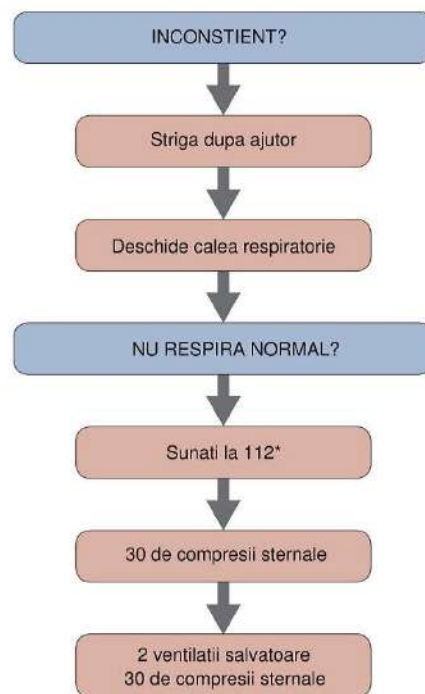 INCONSTIENT?
Striga dupa ajutor
Deschide calea respiratorie
NU RESPIRA NORMAL?
Sunati la 112*
30 de compresii sternale
2 ventilatii salvatoare
30 de compresii sternale